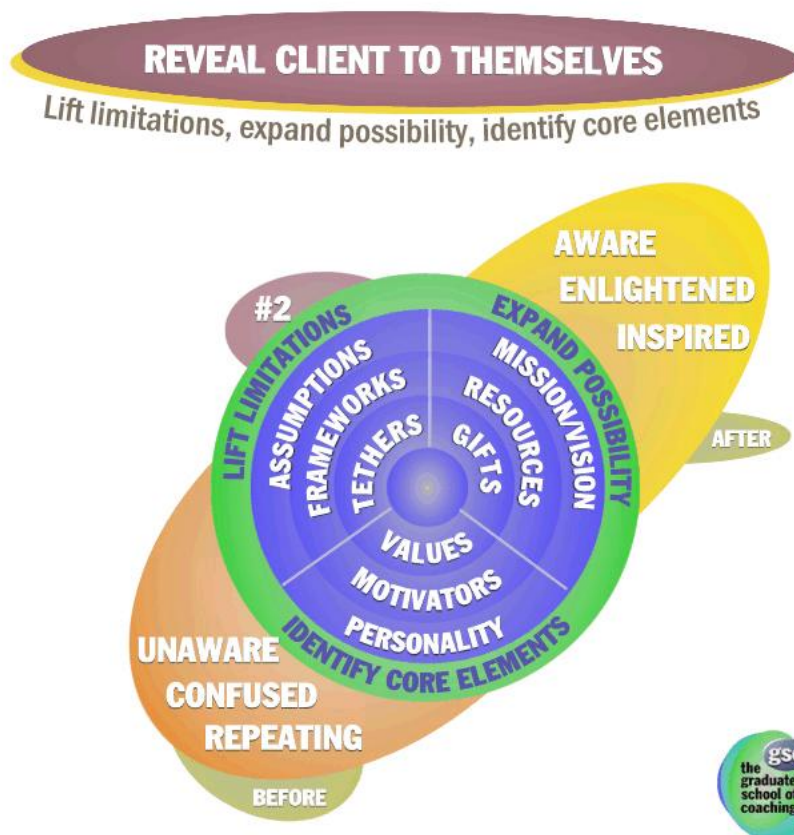 REVEAL CLIENT TO THEMSELVES
Lift limitations, expand possibility, identify core elements
AWARE
ENLIGHTENED
INSPIRED
AFTER
#2
LIFT LIMITATIONS
ASSUMPTIONS
FRAMEWORKS
TETHERS
EXPAND POSSIBILITY
MISSION/VISION
RESOURCES
GIFTS
VALUES
MOTIVATORS
PERSONALITY
IDENTIFY CORE ELEMENTS
UNAWARE
CONFUSED
REPEATING
BEFORE
the
graduate
school of
coaching